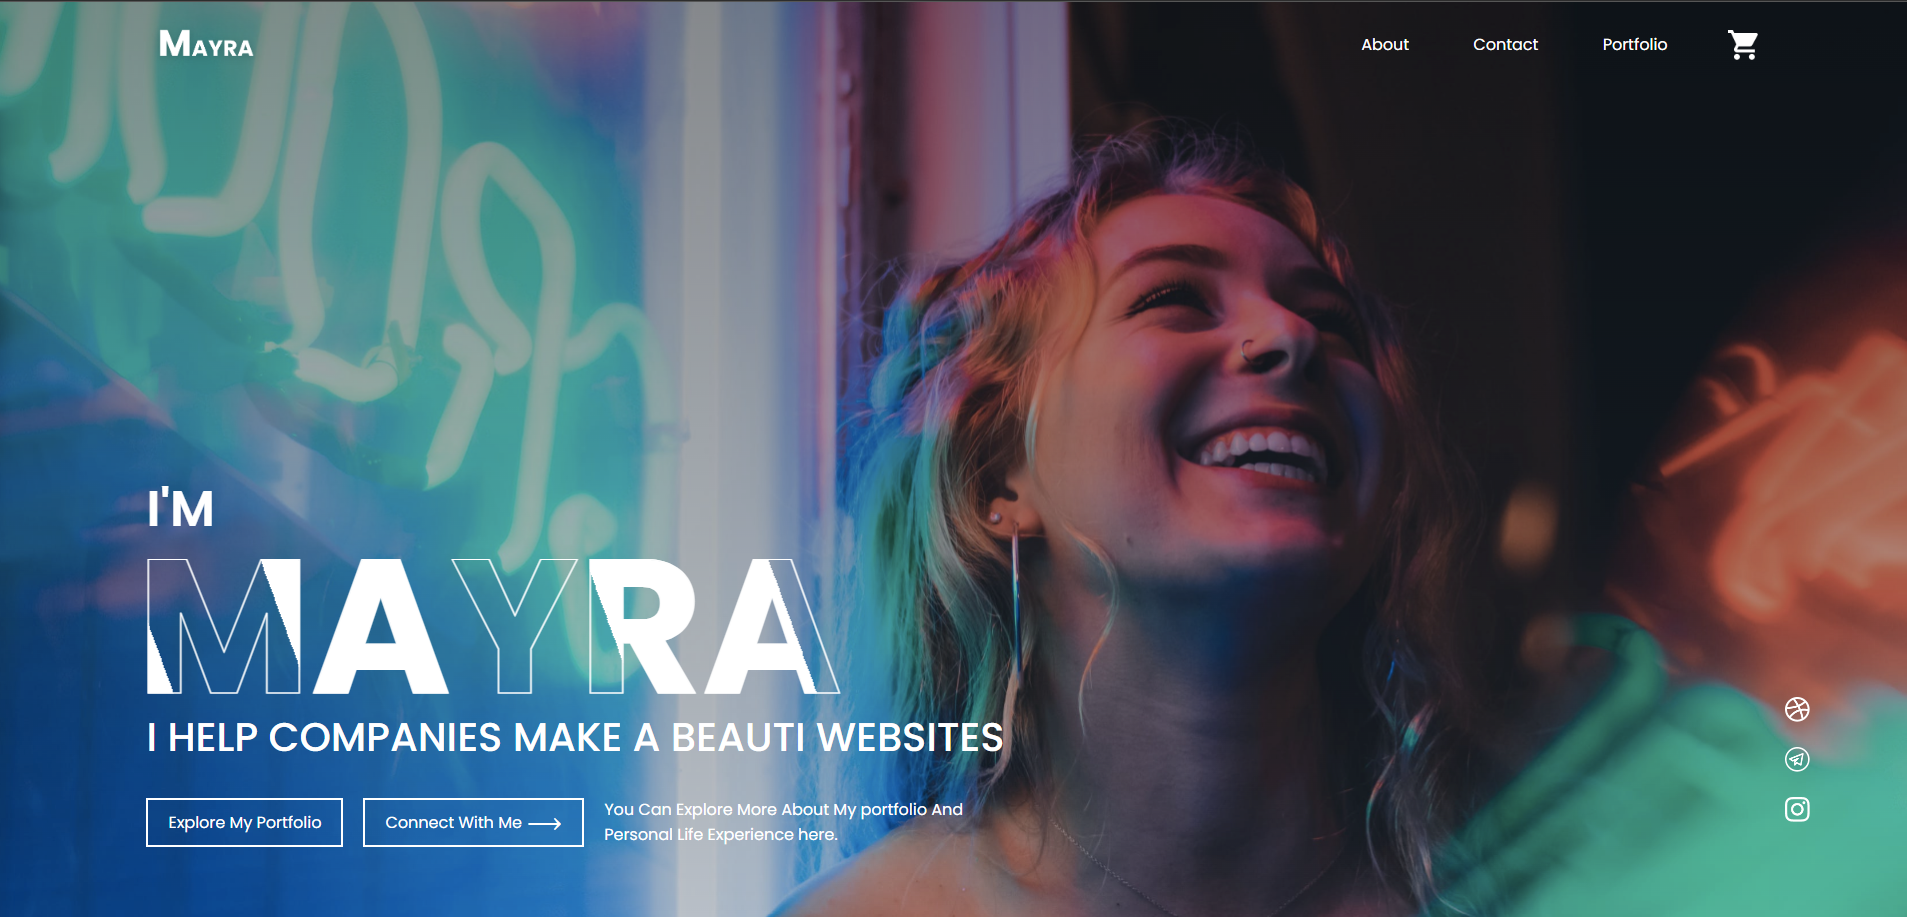 MAYRA
About
Contact
Portfolio
I'M
MAYRA
I HELP COMPANIES MAKE A BEAUTI WEBSITES
Explore My Portfolio
Connect With Me
You Can Explore More About My portfolio And
Personal Life Experience here.